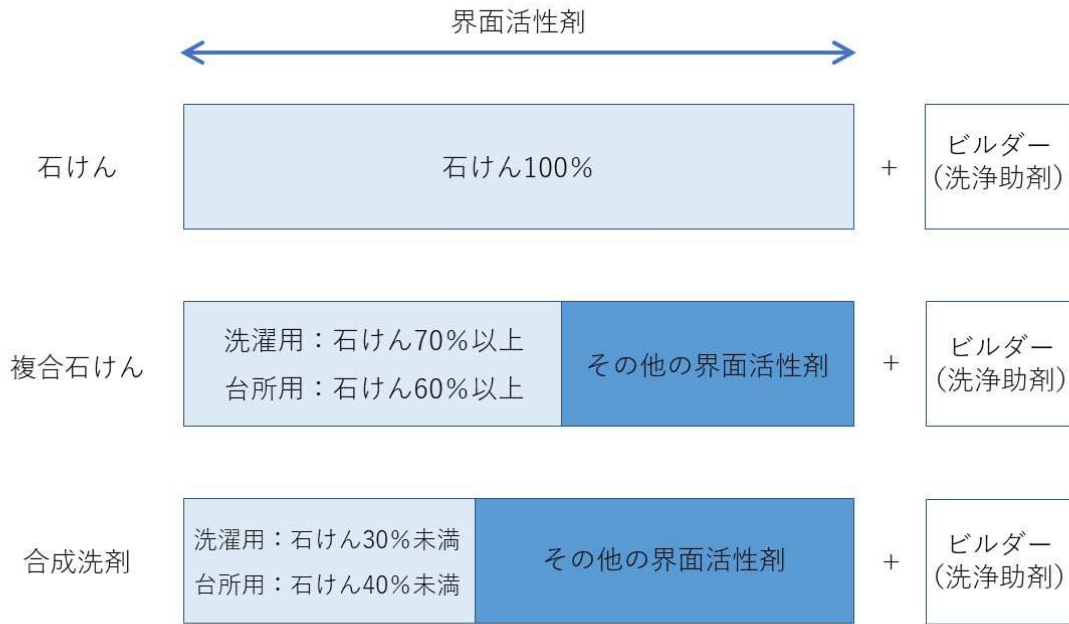 界面活性剤
石けん
石けん100%
+
ビルダー
(洗浄助剤)
複合石けん
洗濯用：石けん70%以上
台所用：石けん60%以上
その他の界面活性剤
+
ビルダー
(洗浄助剤)
合成洗剤
洗濯用：石けん30%未満
台所用：石けん40%未満
その他の界面活性剤
+
ビルダー
(洗浄助剤)